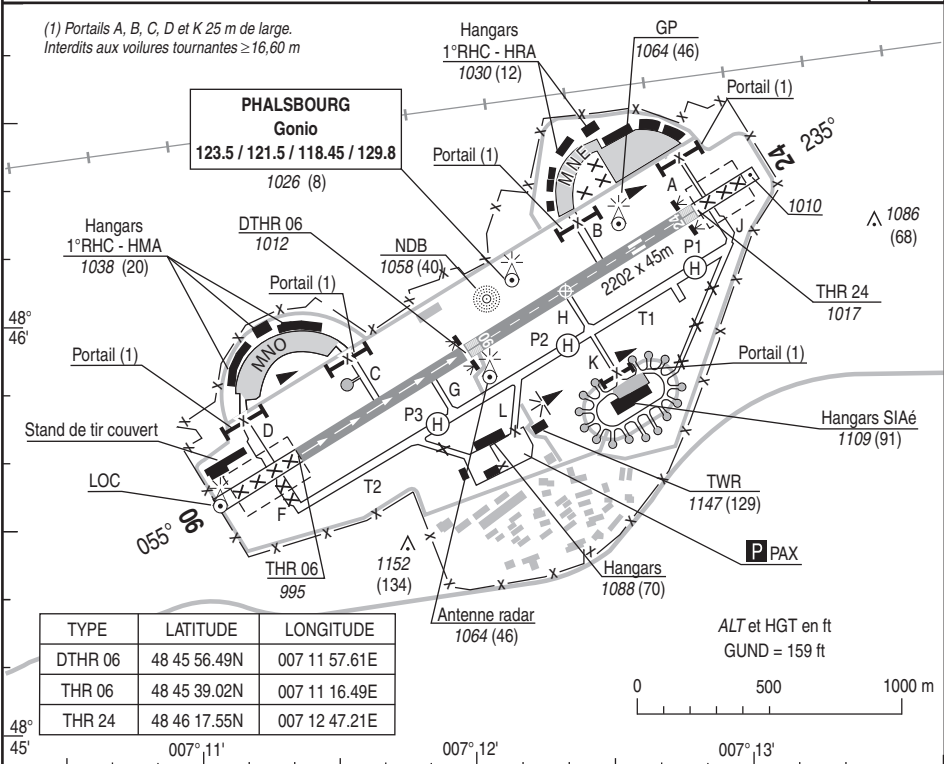 (1) Portails A, B, C, D et K 25 m de large.
Interdits aux voilures tournantes ≥ 16,60 m
Hangars
1°RHC - HRA
1030 (12)
GP
1064 (46)
Portail (1)
PHALSBOURG
Gonio
123.5 / 121.5 / 118.45 / 129.8
1026 (8)
Portail (1)
MNE
24
235°
A
B
1010
J
1086
(68)
Hangars
1°RHC - HMA
1038 (20)
DTHR 06
1012
NDB
1058 (40)
Portail (1)
2202 x 45m
P1
H
THR 24
1017
48°
46'
MNO
06
H
P2
H
T1
Portail (1)
C
K
Portail (1)
G
L
P3
H
D
Hangars SIAé
1109 (91)
Stand de tir couvert
LOC
TWR
1147 (129)
T2
F
055°
06
THR 06
995
1152
(134)
Hangars
1088 (70)
P PAX
Antenne radar
1064 (46)
TYPE LATITUDE LONGITUDE
DTHR 06 48 45 56.49N 007 11 57.61E
THR 06 48 45 39.02N 007 11 16.49E
THR 24 48 46 17.55N 007 12 47.21E
ALT et HGT en ft
GUND = 159 ft
0 500 1000 m
48°
45'
007° 11' 007° 12' 007° 13'